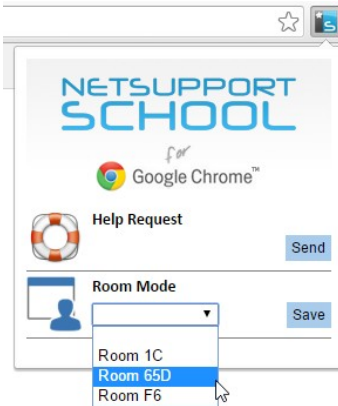 NETSUPPORT
SCHOOL
for
Google Chrome™
Help Request
Send
Room Mode
Save
Room 1C
Room 65D
Room F6